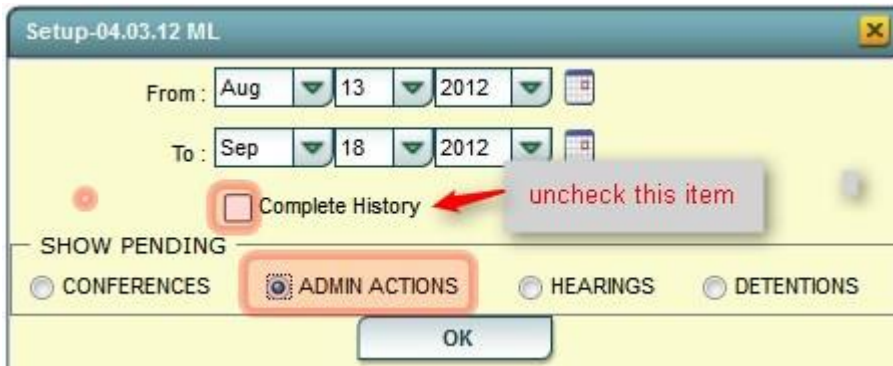 Setup-04.03.12 ML
From : Aug 13 2012
To : Sep 18 2012
Complete History
uncheck this item
SHOW PENDING
CONFERENCES ADMIN ACTIONS HEARINGS DETENTIONS
OK